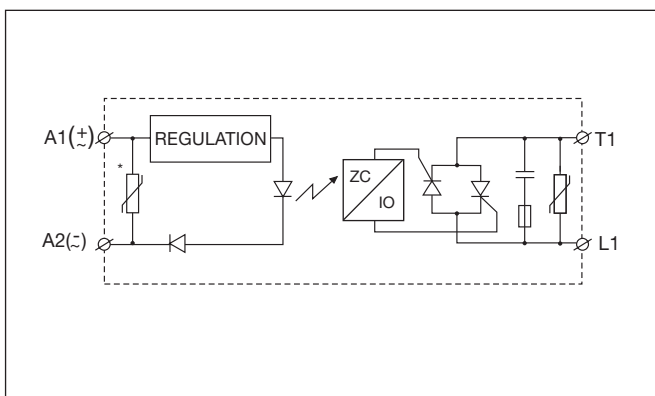 A1(+~) REGULATION T1
*
ZC
IO
A2(-~) L1